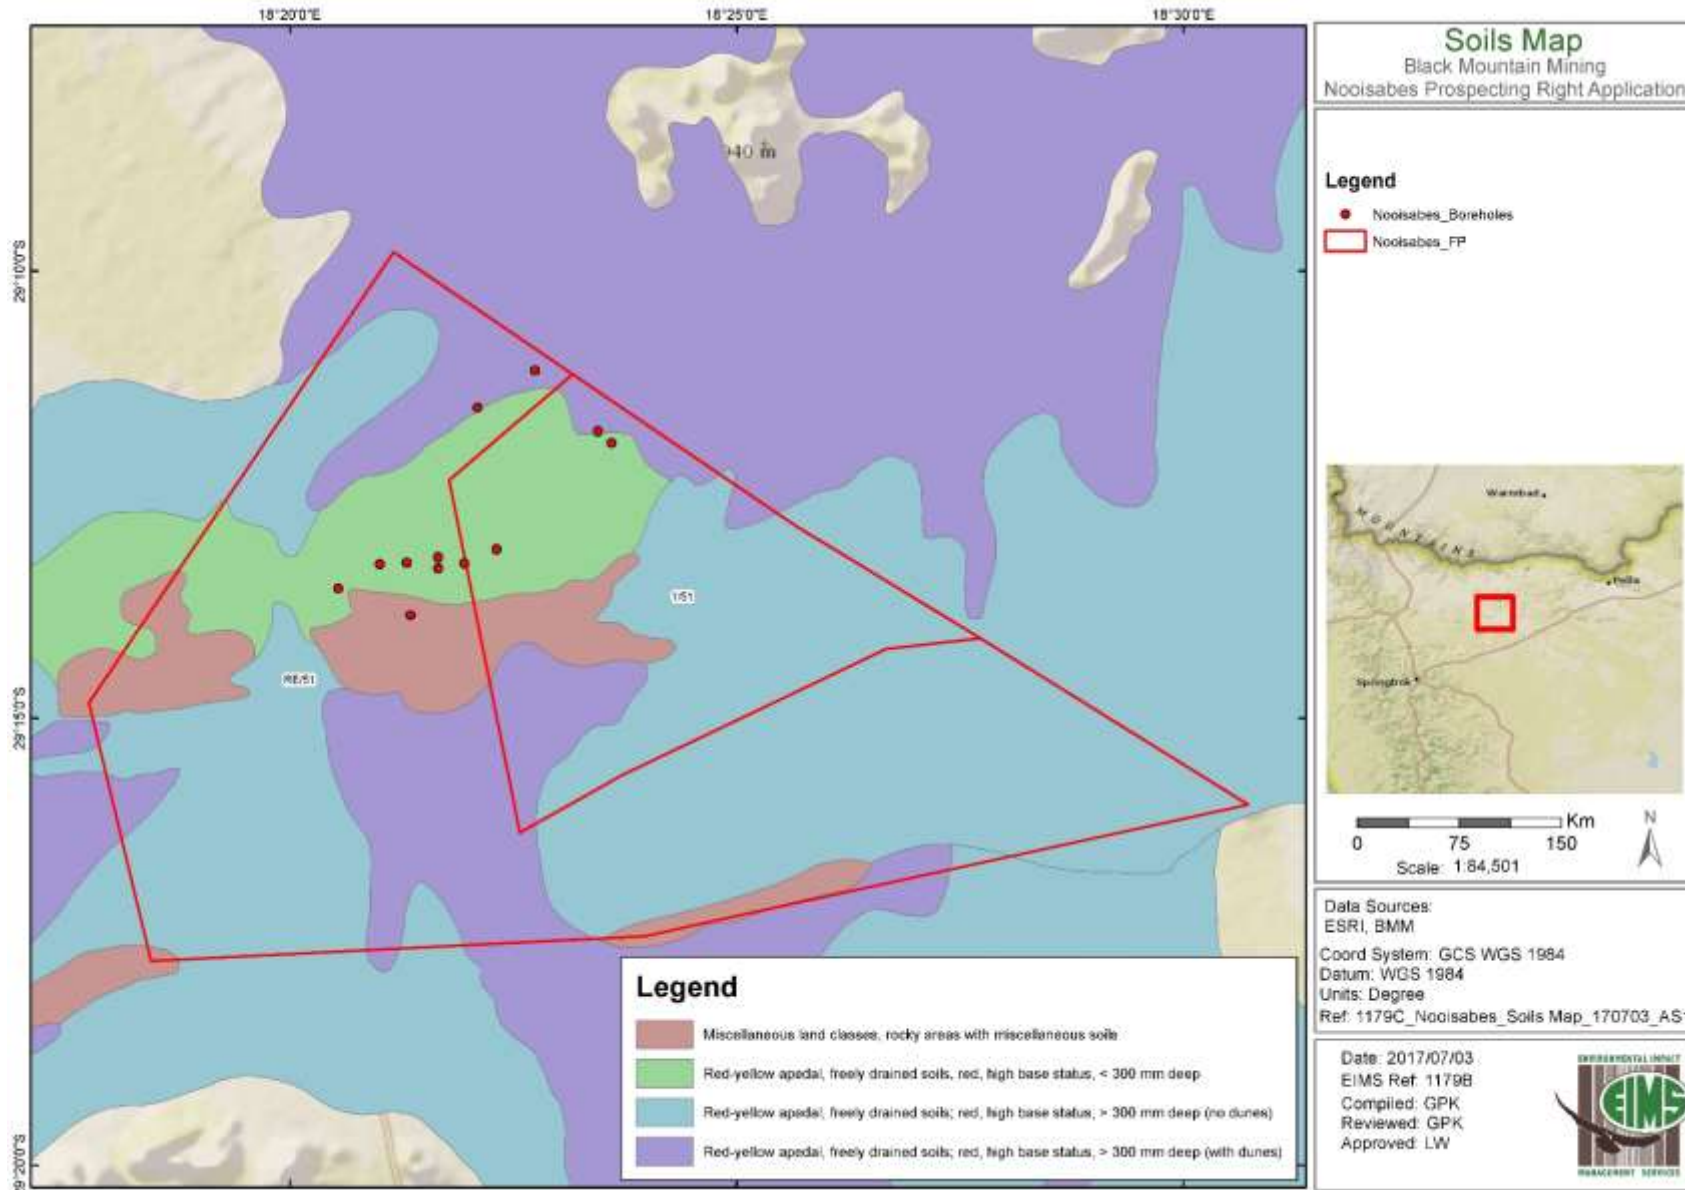 18°20'0"E
18°25'0"E
18°30'0"E
29°10'0"S
29°15'0"S
29°20'0"S
940 m
1/51
RE/51
Legend
Miscellaneous land classes, rocky areas with miscellaneous soils
Red-yellow apedal, freely drained soils, red, high base status, < 300 mm deep
Red-yellow apedal, freely drained soils; red, high base status, > 300 mm deep (no dunes)
Red-yellow apedal, freely drained soils; red, high base status, > 300 mm deep (with dunes)
Soils Map
Black Mountain Mining
Nooisabes Prospecting Right Application
Legend
Nooisabes_Boreholes
Nooisabes_FP
Warmbad
MOUNTAINS
Pella
Springbok
Km
0 75 150
Scale: 1:84,501
N
Data Sources:
ESRI, BMM
Coord System: GCS WGS 1984
Datum: WGS 1984
Units: Degree
Ref: 1179C_Nooisabes_Soils Map_170703_AS
Date: 2017/07/03
EIMS Ref: 1179B
Compiled: GPK
Reviewed: GPK
Approved: LW
ENVIRONMENTAL IMPACT
EIMS
MANAGEMENT SERVICES